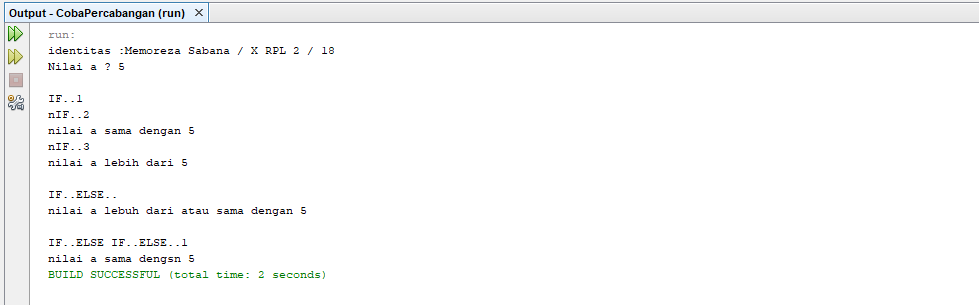 Output - CobaPercabangan (run)
run:
identitas :Memoreza Sabana / X RPL 2 / 18
Nilai a ? 5
IF..1
nIF..2
nilai a sama dengan 5
nIF..3
nilai a lebih dari 5
IF..ELSE..
nilai a lebuh dari atau sama dengan 5
IF..ELSE IF..ELSE..1
nilai a sama dengsn 5
BUILD SUCCESSFUL (total time: 2 seconds)